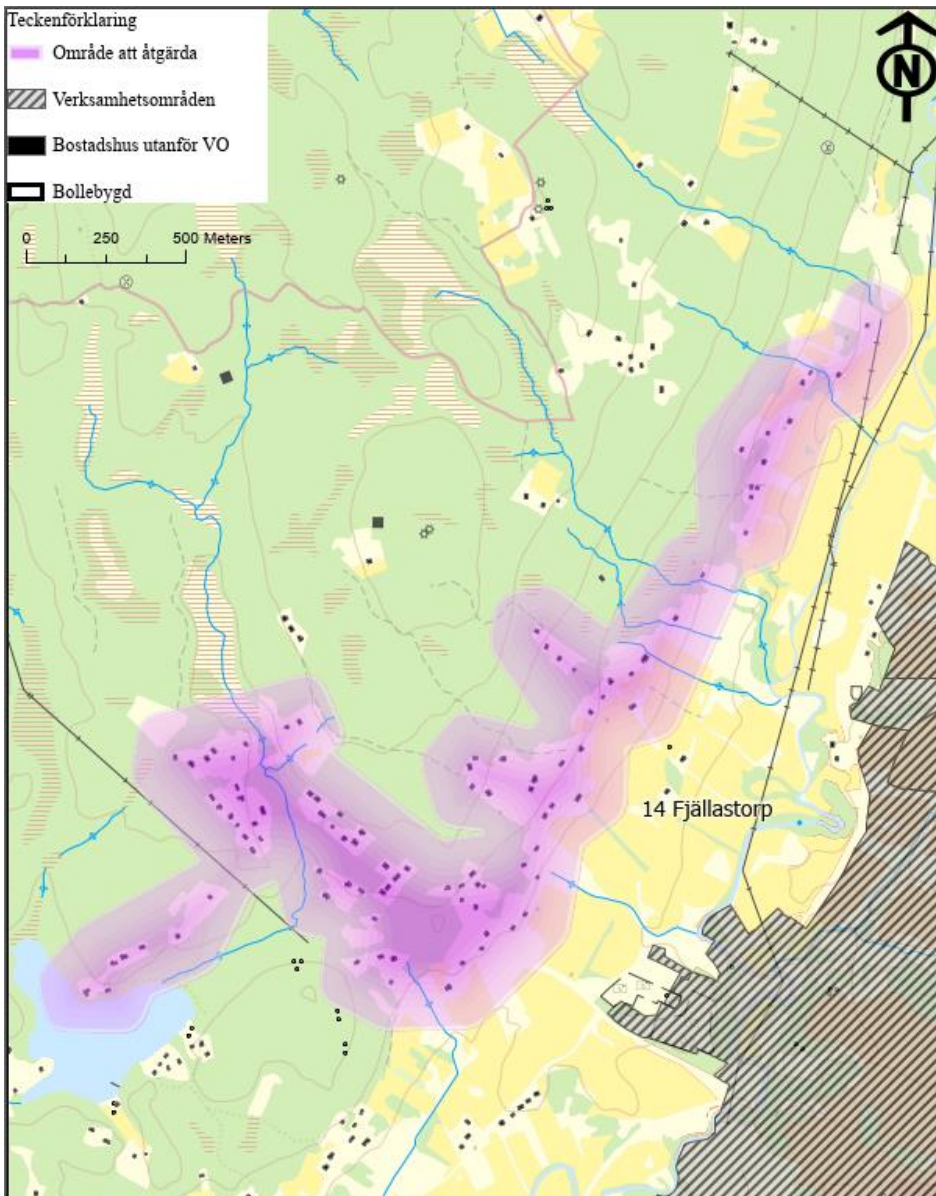 Teckenförklaring
Område att åtgärda
Verksamhetsområden
Bostadshus utanför VO
Bollebygd
0 250 500 Meters
N
14 Fjällastorp